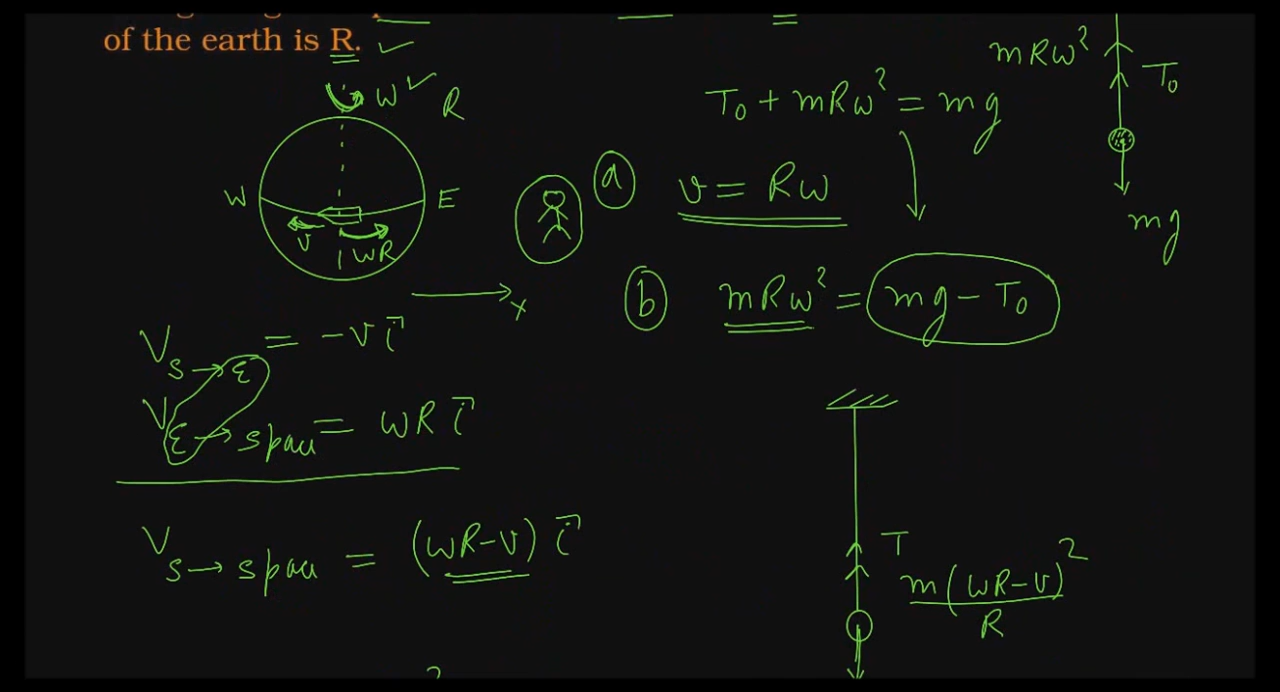 of the earth is R.
ω R
W E
v ωR
x
V S→E = -v i
V E→space = ωR i
V S→space = (ωR-v) i
T₀ + mRω² = mg
(a) v = Rω
(b) mRω² = mg - T₀
mRω²
T₀
mg
T
m(ωR-v)²
R
2